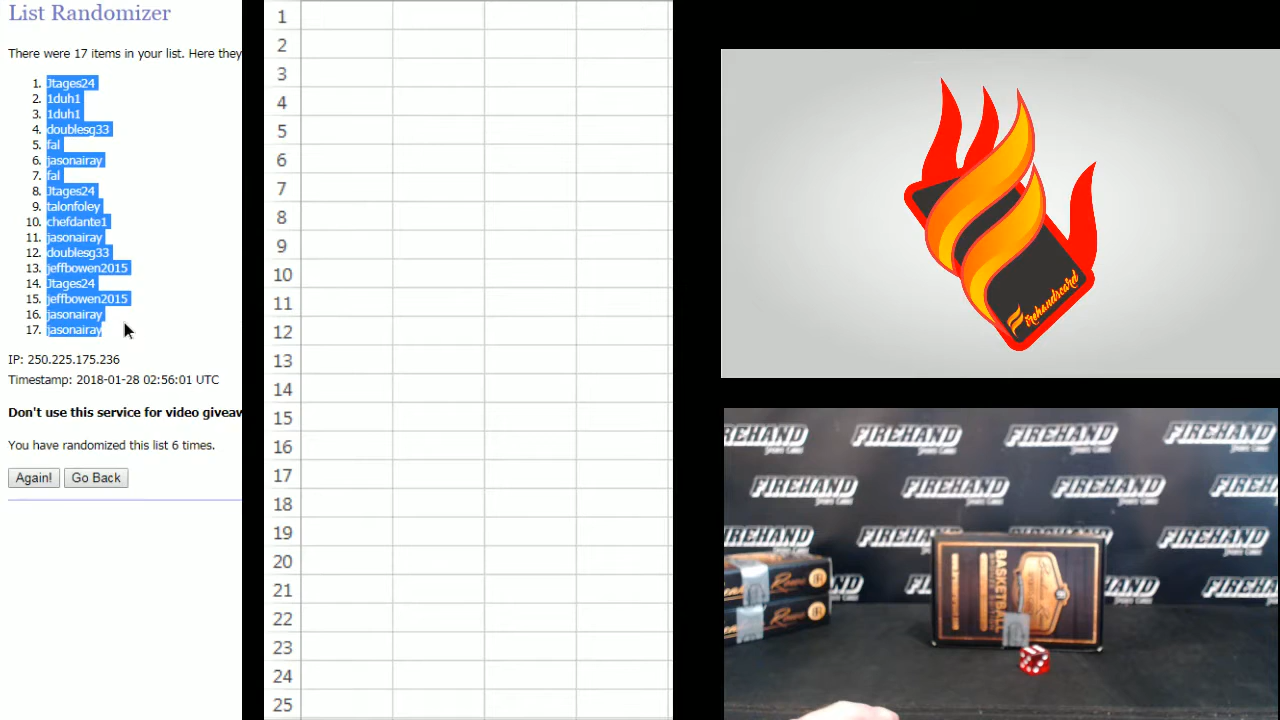 List Randomizer
There were 17 items in your list. Here they
1. Jtages24
2. 1duh1
3. 1duh1
4. doublesg33
5. fal
6. jasonairay
7. fal
8. Jtages24
9. talonfoley
10. chefdante1
11. jasonairay
12. doublesg33
13. jeffbowen2015
14. Jtages24
15. jeffbowen2015
16. jasonairay
17. jasonairay
IP: 250.225.175.236
Timestamp: 2018-01-28 02:56:01 UTC
Don't use this service for video giveaw
You have randomized this list 6 times.
Again! Go Back
1
2
3
4
5
6
7
8
9
10
11
12
13
14
15
16
17
18
19
20
21
22
23
24
25
Firehandscard
FIREHAND FIREHAND FIREHAND FIREHAND
FIREHAND FIREHAND FIREHAND FIREH
FIREHAND FIREHAND FIREHAND
BASKETBALL